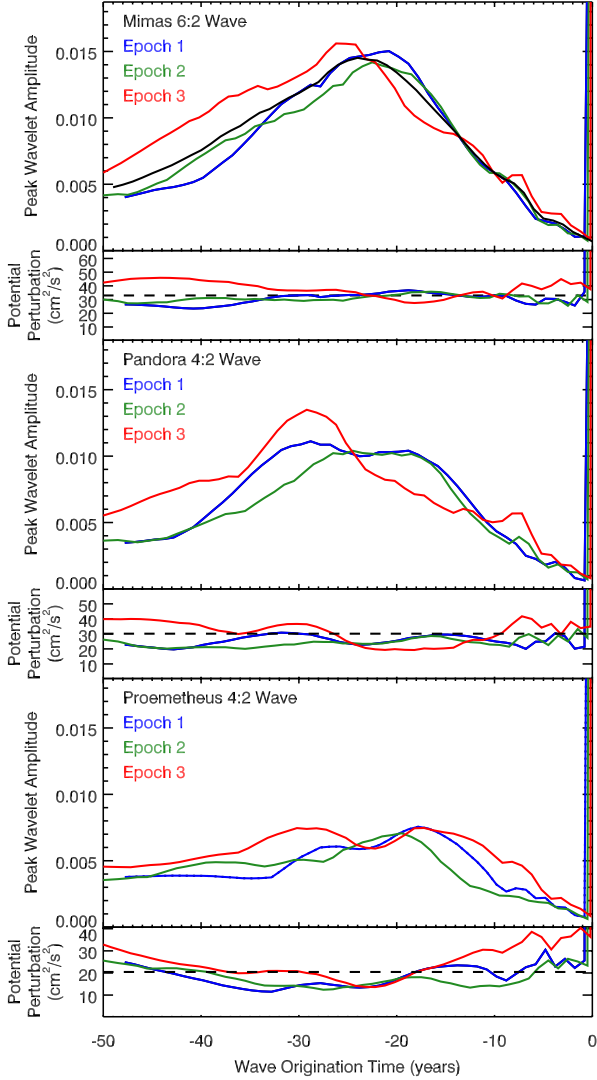 Mimas 6:2 Wave
Epoch 1
Epoch 2
Epoch 3
Peak Wavelet Amplitude
0.015
0.010
0.005
0.000
Potential
Perturbation
(cm²/s²)
60
50
40
30
20
10
Pandora 4:2 Wave
Epoch 1
Epoch 2
Epoch 3
Peak Wavelet Amplitude
0.015
0.010
0.005
0.000
Potential
Perturbation
(cm²/s²)
50
40
30
20
10
Proemetheus 4:2 Wave
Epoch 1
Epoch 2
Epoch 3
Peak Wavelet Amplitude
0.015
0.010
0.005
0.000
Potential
Perturbation
(cm²/s²)
40
30
20
10
-50 -40 -30 -20 -10 0
Wave Origination Time (years)